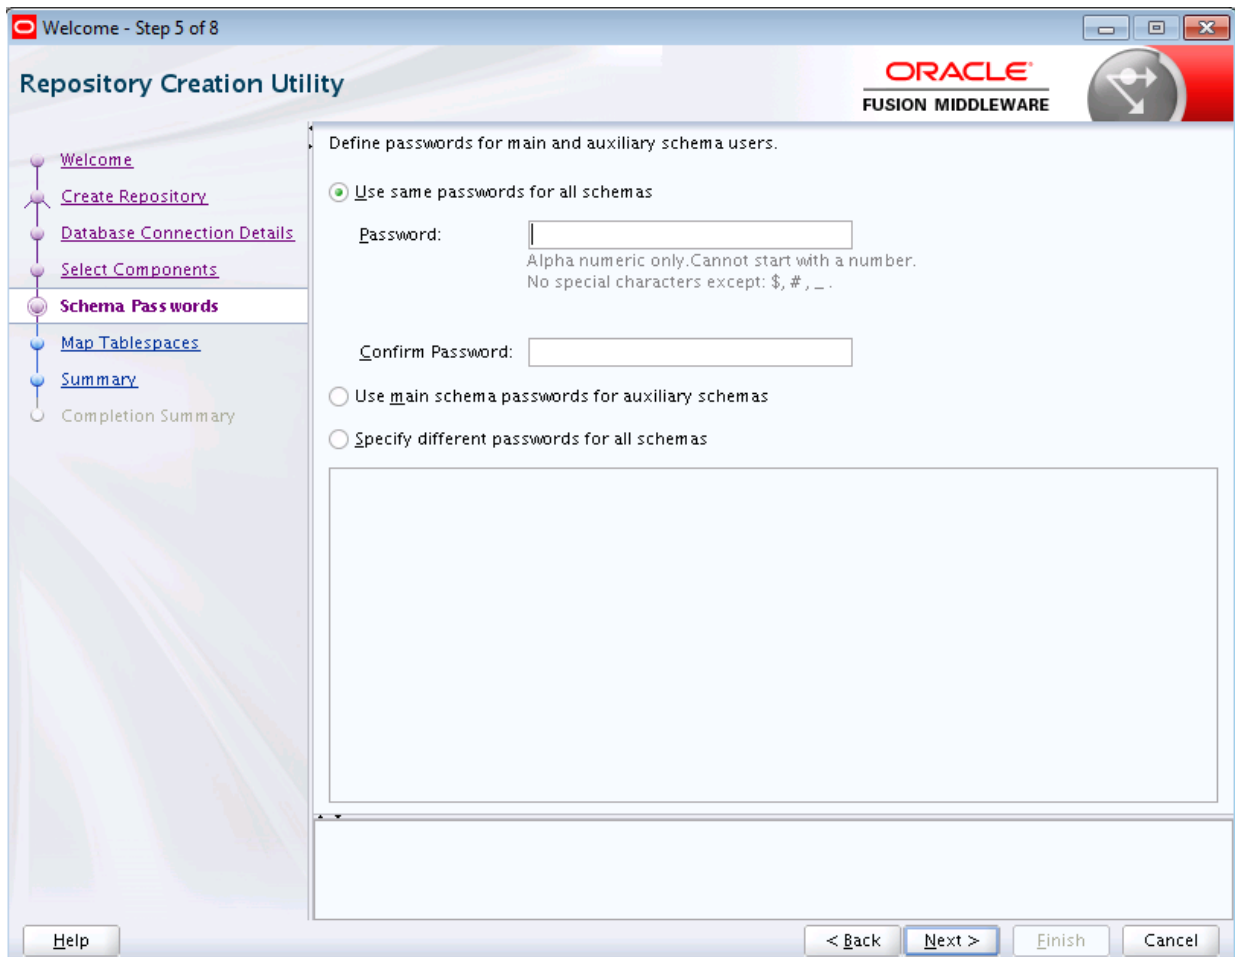 Welcome - Step 5 of 8
Repository Creation Utility
ORACLE
FUSION MIDDLEWARE
Welcome
Create Repository
Database Connection Details
Select Components
Schema Passwords
Map Tablespaces
Summary
Completion Summary
Define passwords for main and auxiliary schema users.
Use same passwords for all schemas
Password:
Alpha numeric only.Cannot start with a number.
No special characters except: $, # , _ .
Confirm Password:
Use main schema passwords for auxiliary schemas
Specify different passwords for all schemas
Help
< Back
Next >
Finish
Cancel